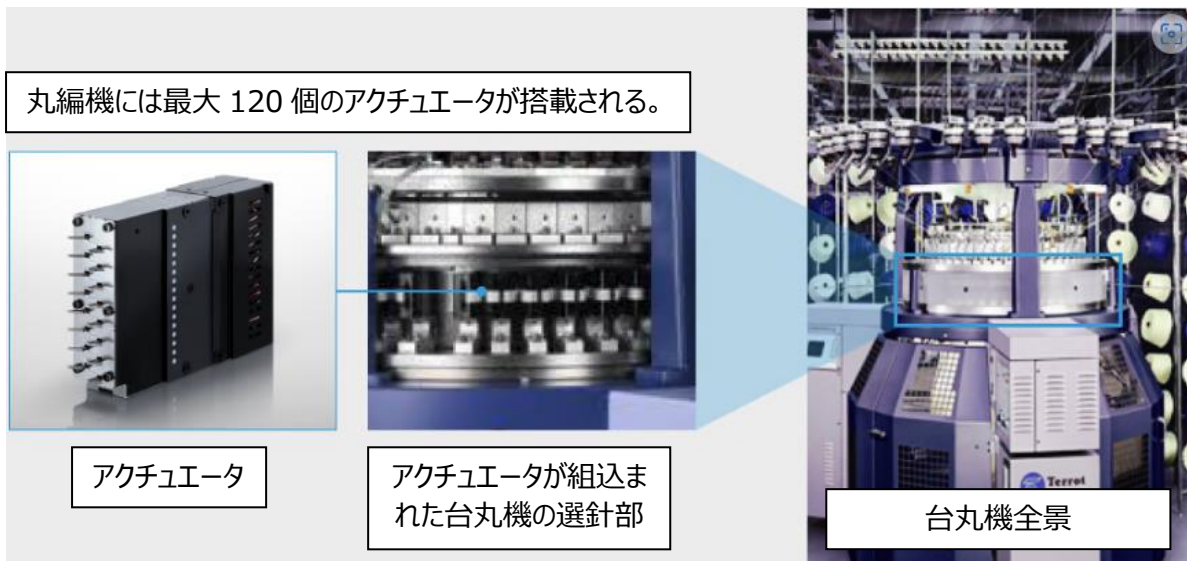 丸編機には最大 120 個のアクチュエータが搭載される。
アクチュエータ
アクチュエータが組込ま
れた台丸機の選針部
Terrot
台丸機全景